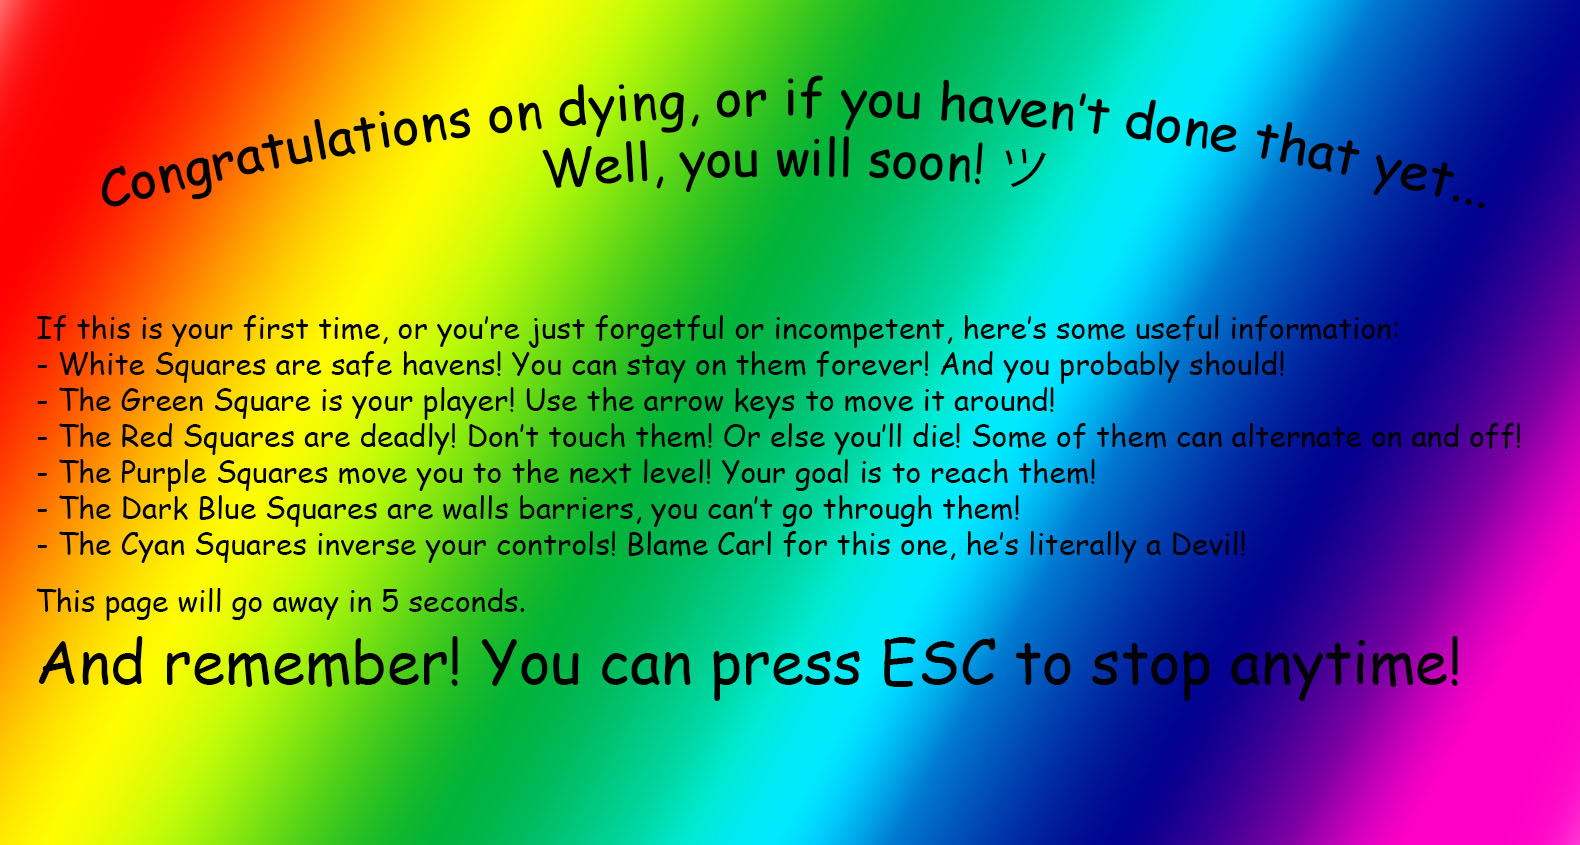 Congratulations on dying, or if you haven't done that yet...
Well, you will soon! ツ
If this is your first time, or you're just forgetful or incompetent, here's some useful information:
- White Squares are safe havens! You can stay on them forever! And you probably should!
- The Green Square is your player! Use the arrow keys to move it around!
- The Red Squares are deadly! Don't touch them! Or else you'll die! Some of them can alternate on and off!
- The Purple Squares move you to the next level! Your goal is to reach them!
- The Dark Blue Squares are walls barriers, you can't go through them!
- The Cyan Squares inverse your controls! Blame Carl for this one, he's literally a Devil!
This page will go away in 5 seconds.
And remember! You can press ESC to stop anytime!